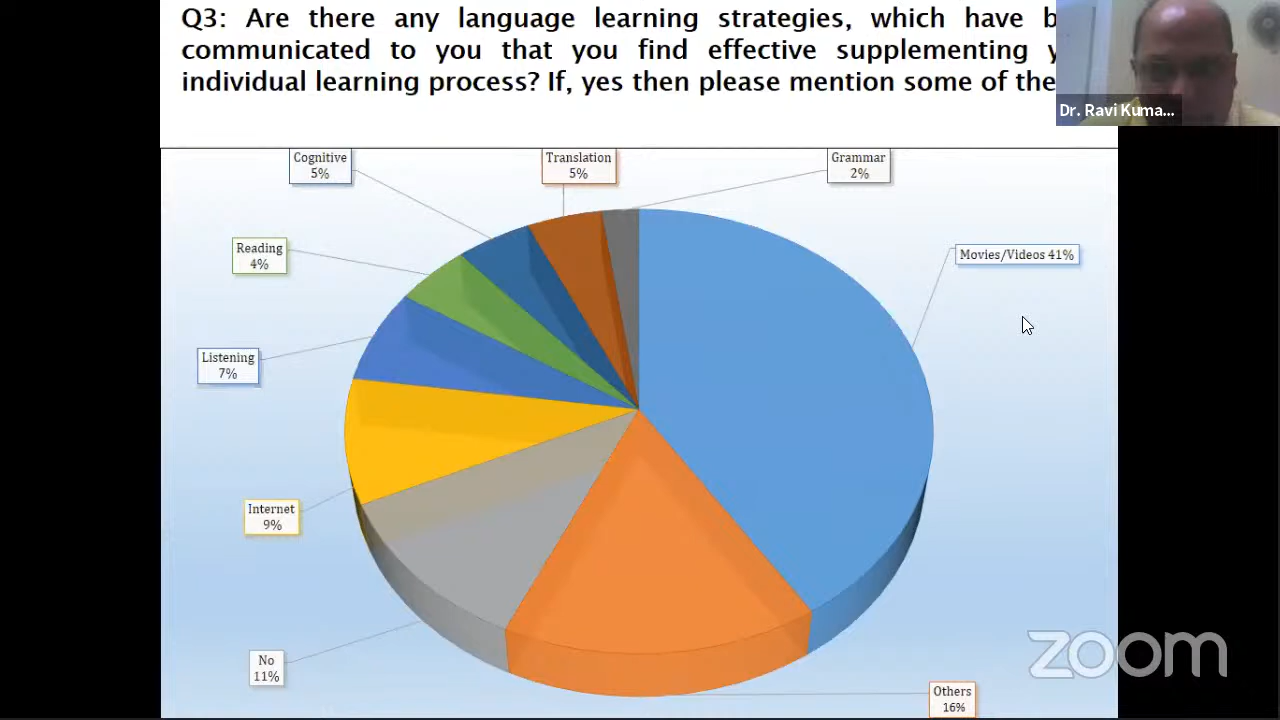 Q3: Are there any language learning strategies, which have b
communicated to you that you find effective supplementing y
individual learning process? If, yes then please mention some of the
Dr. Ravi Kuma...
Cognitive
5%
Translation
5%
Grammar
2%
Reading
4%
Movies/Videos 41%
Listening
7%
Internet
9%
No
11%
Others
16%
zoom